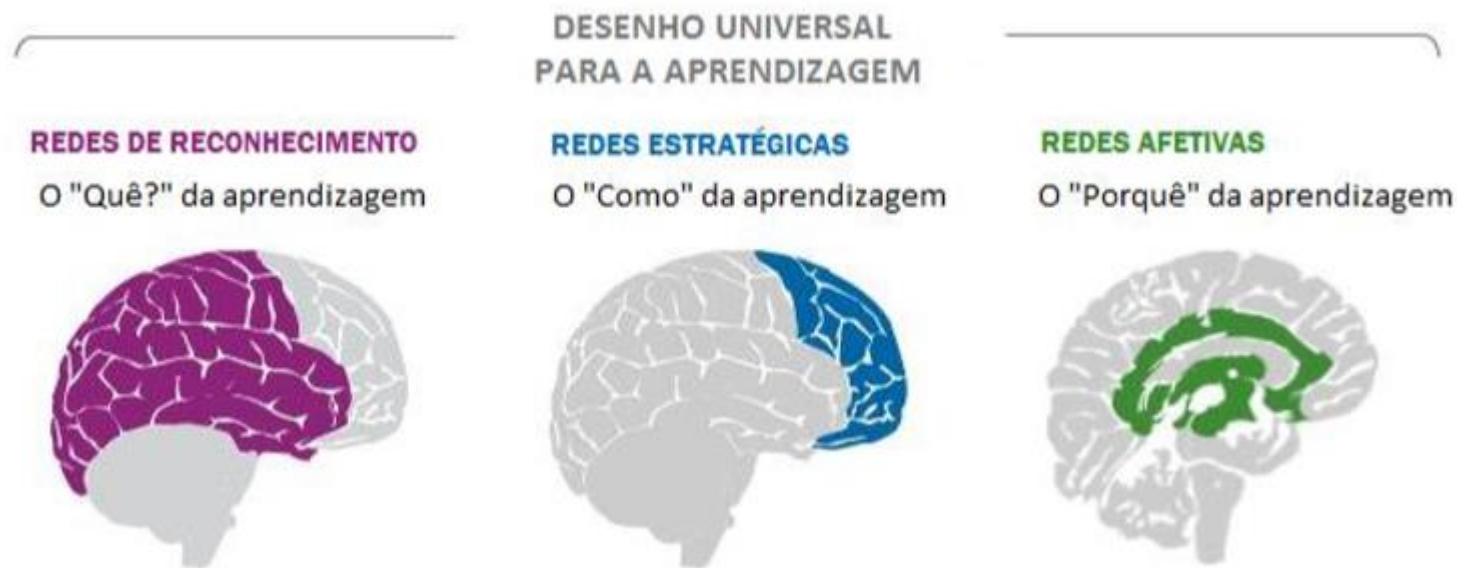 DESENHO UNIVERSAL
PARA A APRENDIZAGEM
REDES DE RECONHECIMENTO
O "Quê?" da aprendizagem
REDES ESTRATÉGICAS
O "Como" da aprendizagem
REDES AFETIVAS
O "Porquê" da aprendizagem